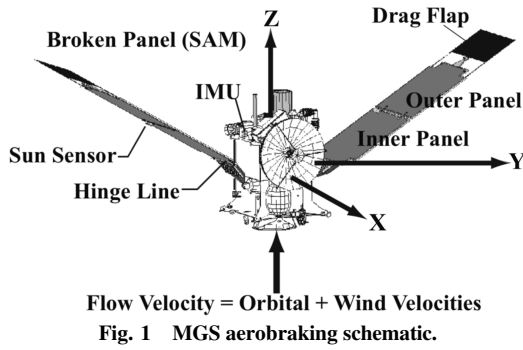 Z
Drag Flap
Broken Panel (SAM)
IMU
Outer Panel
Inner Panel
Sun Sensor
Y
Hinge Line
X
Flow Velocity = Orbital + Wind Velocities
Fig. 1 MGS aerobraking schematic.